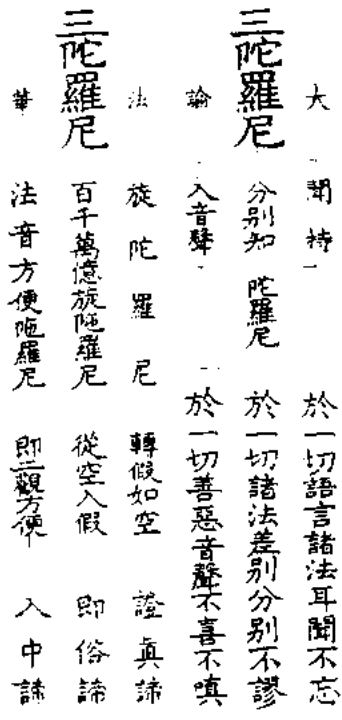 大 聞持 於一切語言諸法耳聞不忘
三陀羅尼 分別知 陀羅尼 於一切諸法差別分別不謬
論 入音聲 於一切善惡音聲不喜不嗔
法 旋陀羅尼 轉假如空 證眞諦
三陀羅尼 百千萬億旋陁羅尼 從空入假 即俗諦
華 法音方便陁羅尼 即二觀方便 入中諦